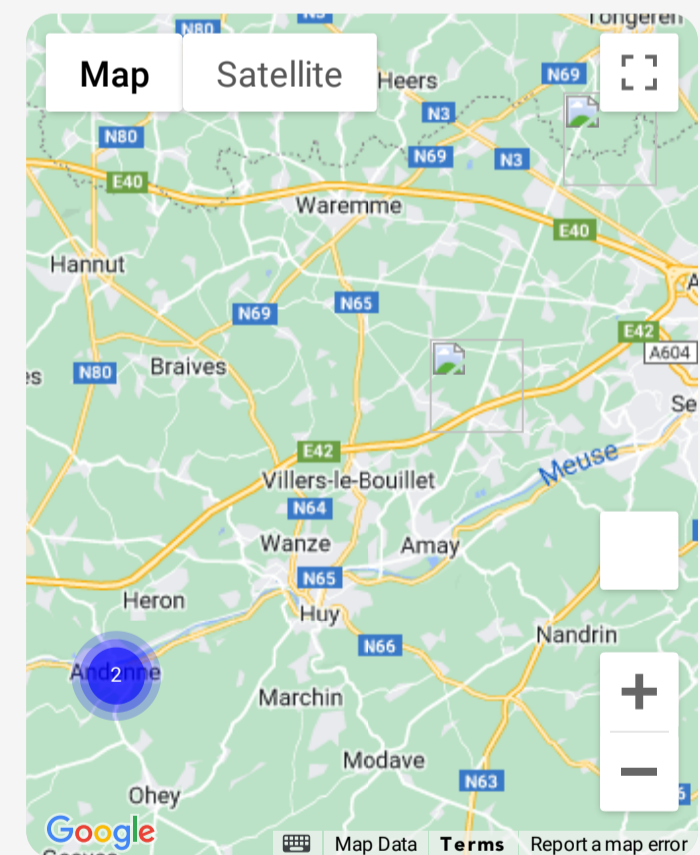 N3
Tongeren
N80
Map
Satellite
Heers
N69
N3
N80
N69
N3
E40
Waremme
E40
Hannut
N69
N65
E42
A604
N80
Braives
es
Se
E42
Meuse
Villers-le-Bouillet
N64
Wanze
Amay
N65
Heron
Huy
Nandrin
N66
Andenne
2
Marchin
Modave
N63
Ohey
Google
Map Data
Terms
Report a map error